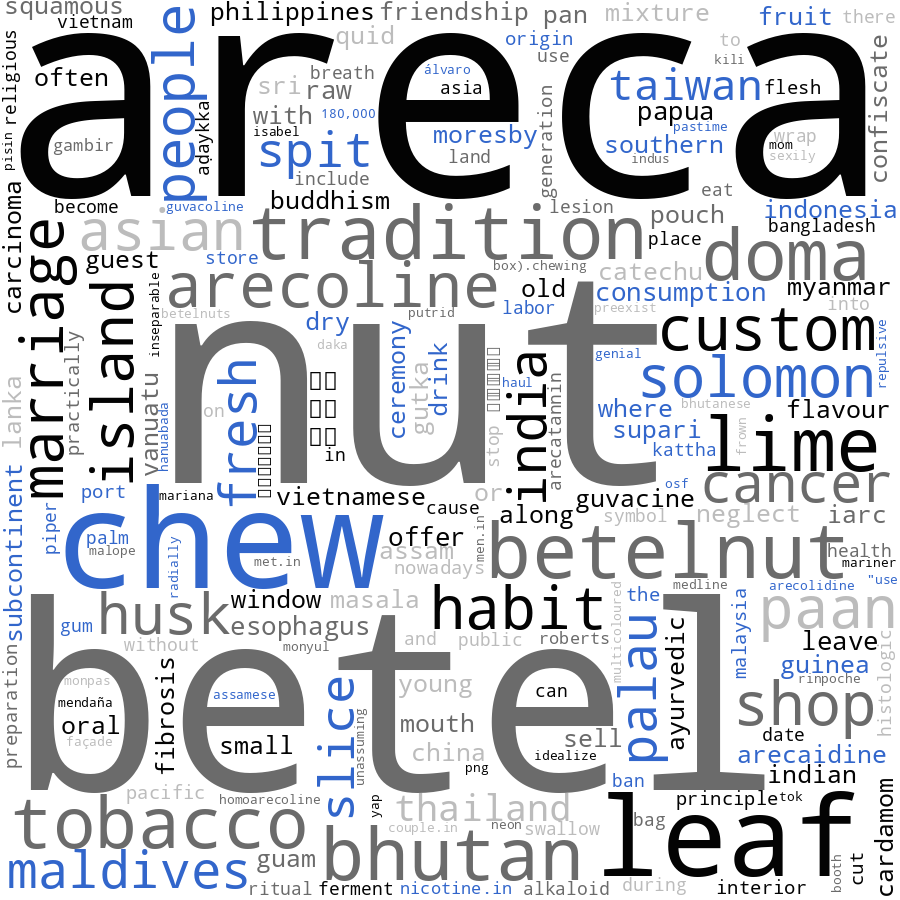 squamous
vietnam
philippines
friendship
pan
mixture
fruit
there
religious
pisin
often
people
adaykka
quid
origin
use
to
kili
areca
gambir
sri
raw
breath
with
180,000
isabel
álvaro
asia
moresby
land
spit
include
buddhism
generation
taiwan
flesh
papua
pastime
southern
indus
wrap
mom
sexily
confiscate
carcinoma
become
guvacoline
asian
tradition
lesion
pouch
eat
indonesia
bangladesh
place
marriage
guest
store
arecoline
box).chewing
old
catechu
doma
myanmar
island
inseparable
betelnuts
dry
daka
putrid
labor
consumption
preexist
into
custom
repulsive
nut
ceremony
gutka
drink
genial
solomon
lanka
practically
vanuatu
hanuabada
fresh
on
in
stop
haul
india
arecatannin
where
bhutanese
flavour
supari
kattha
frown
lime
subcontinent
port
piper
palm
malope
mariana
vietnamese
cause
or
guvacine
osf
cancer
chew
radially
met.in
offer
assam
nowadays
men.in
along
symbol
neglect
iarc
betelnut
health
mariner
medline
arecolidine
"use
gum
husk
window
masala
esophagus
habit
multicoloured
the
malaysia
paan
without
monyul
and
public
roberts
leave
preparation
monpas
mendaña
oral
façade
fibrosis
betel
assamese
small
slice
unassuming
young
mouth
china
png
can
sell
idealize
palau
ayurvedic
guinea
rinpoche
histologic
shop
date
arecaidine
ban
indian
pacific
homoarecoline
yap
thailand
couple.in
neon
swallow
principle
tok
bag
leaf
cardamom
tobacco
maldives
guam
bhutan
ritual
ferment
nicotine.in
alkaloid
during
interior
booth
cut